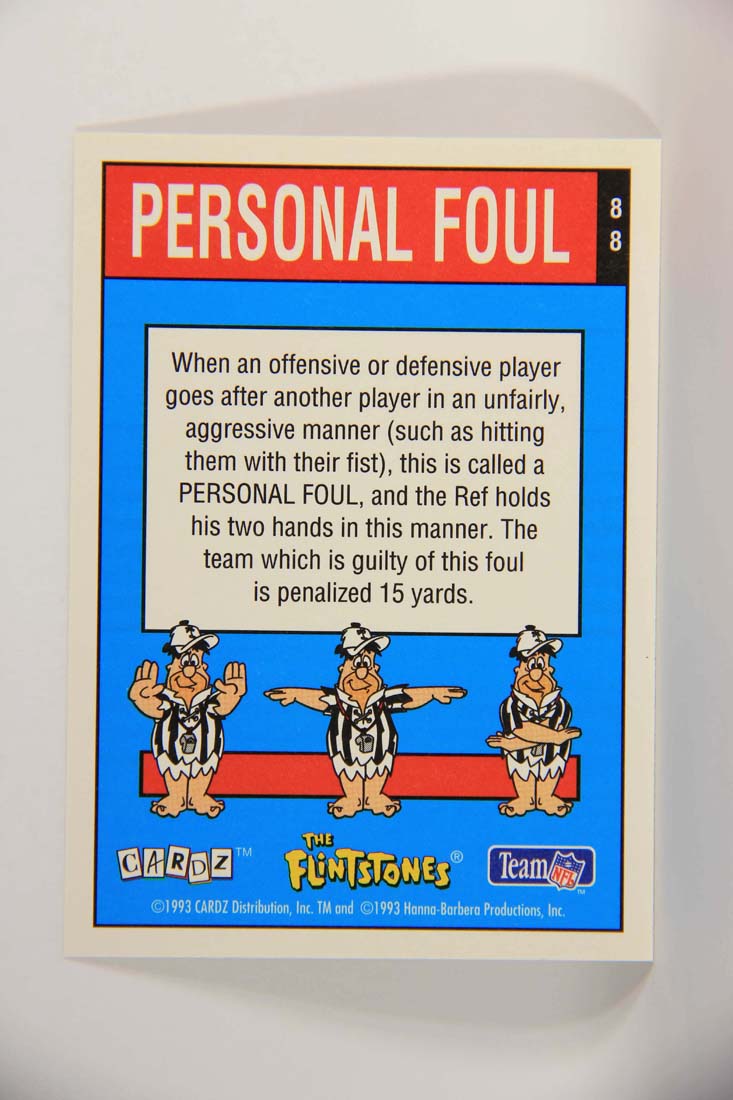 PERSONAL FOUL
8
8
When an offensive or defensive player
goes after another player in an unfairly,
aggressive manner (such as hitting
them with their fist), this is called a
PERSONAL FOUL, and the Ref holds
his two hands in this manner. The
team which is guilty of this foul
is penalized 15 yards.
CARDZ™
THE
FLINTSTONES®
Team NFL ™
©1993 CARDZ Distribution, Inc. TM and ©1993 Hanna-Barbera Productions, Inc.